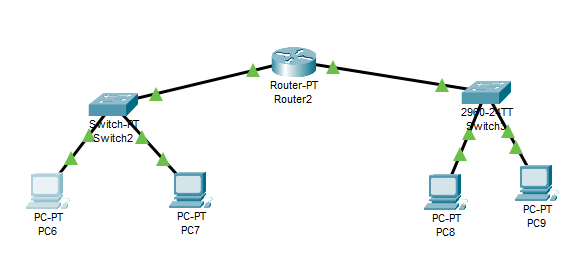 Router-PT
Router2
Switch-PT
Switch2
2960-24TT
Switch3
PC-PT
PC6
PC-PT
PC7
PC-PT
PC8
PC-PT
PC9